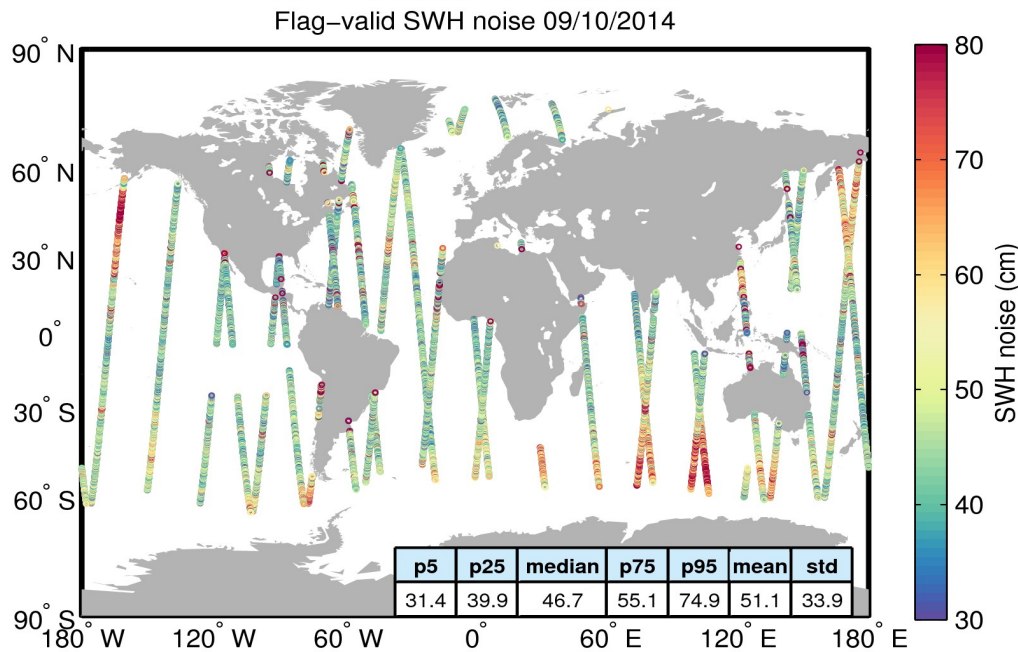 Flag−valid SWH noise 09/10/2014
90° N
60° N
30° N
0°
30° S
60° S
90° S
180° W
120° W
60° W
0°
60° E
120° E
180° E
p5 p25 median p75 p95 mean std
31.4 39.9 46.7 55.1 74.9 51.1 33.9
80
70
60
50
40
30
SWH noise (cm)